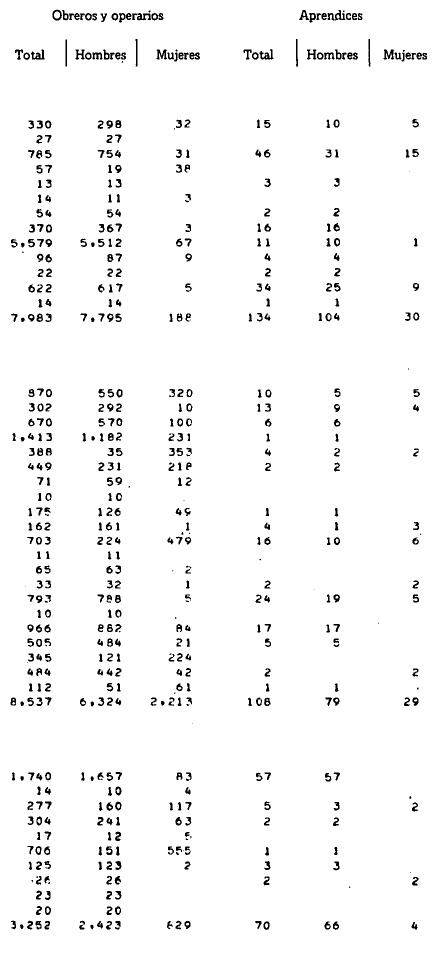 Obreros y operarios Aprendices
Total Hombres Mujeres Total Hombres Mujeres
330 298 32 15 10 5
27 27
785 754 31 46 31 15
57 19 38
13 13 3 3
14 11 3
54 54 2 2
370 367 3 16 16
5.579 5.512 67 11 10 1
96 87 9 4 4
22 22 2 2
622 617 5 34 25 9
14 14 1 1
7.983 7.795 188 134 104 30
870 550 320 10 5 5
302 292 10 13 9 4
670 570 100 6 6
1.413 1.182 231 1 1
388 35 353 4 2 2
449 231 218 2 2
71 59 12
10 10
175 126 49 1 1
162 161 1 4 1 3
703 224 479 16 10 6
11 11
65 63 2
33 32 1 2 2
793 788 5 24 19 5
10 10
966 882 84 17 17
505 484 21 5 5
345 121 224
484 442 42 2 2
112 51 61 1 1
8.537 6.324 2.213 108 79 29
1.740 1.657 83 57 57
14 10 4
277 160 117 5 3 2
304 241 63 2 2
17 12 5
706 151 555 1 1
125 123 2 3 3
26 26 2 2
23 23
20 20
3.252 2.423 829 70 66 4